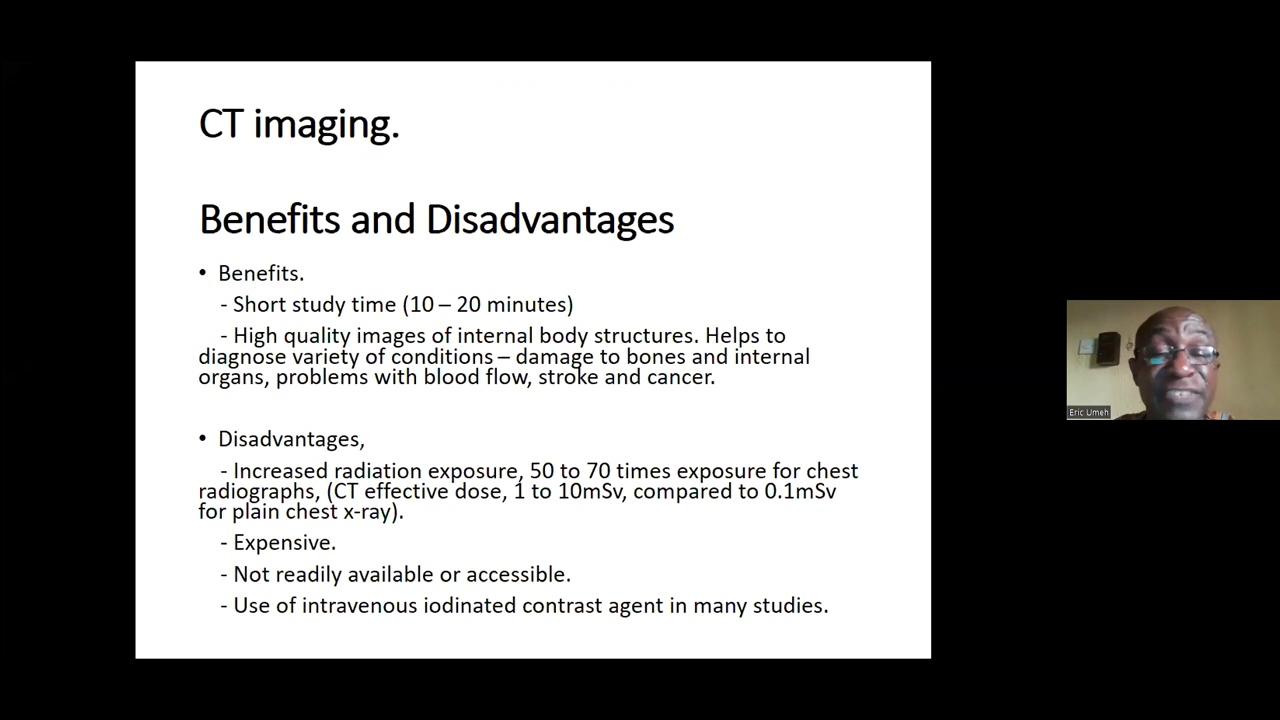 CT imaging.
Benefits and Disadvantages
• Benefits.
- Short study time (10 – 20 minutes)
- High quality images of internal body structures. Helps to
diagnose variety of conditions – damage to bones and internal
organs, problems with blood flow, stroke and cancer.
• Disadvantages,
- Increased radiation exposure, 50 to 70 times exposure for chest
radiographs, (CT effective dose, 1 to 10mSv, compared to 0.1mSv
for plain chest x-ray).
- Expensive.
- Not readily available or accessible.
- Use of intravenous iodinated contrast agent in many studies.
Eric Umeh